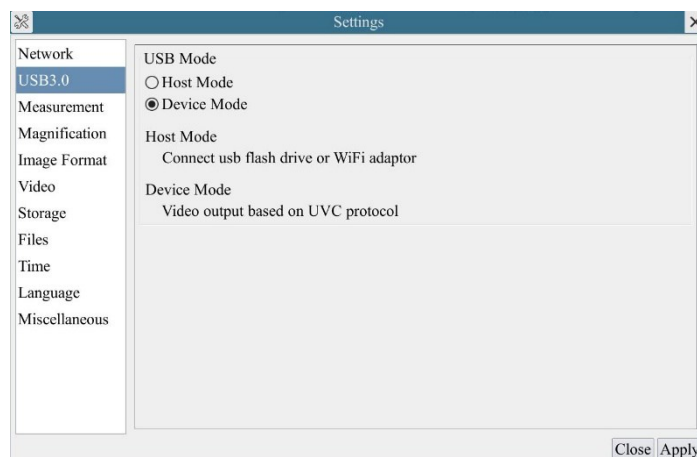 Settings
Network
USB3.0
Measurement
Magnification
Image Format
Video
Storage
Files
Time
Language
Miscellaneous
USB Mode
Host Mode
Device Mode
Host Mode
Connect usb flash drive or WiFi adaptor
Device Mode
Video output based on UVC protocol
Close Apply